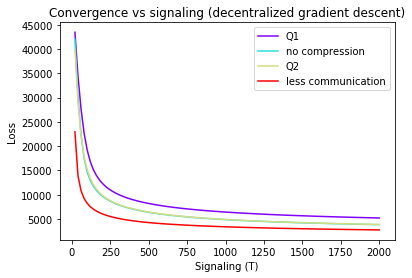 Convergence vs signaling (decentralized gradient descent)
45000
40000
35000
30000
25000
20000
15000
10000
5000
Loss
Q1
no compression
Q2
less communication
0 250 500 750 1000 1250 1500 1750 2000
Signaling (T)